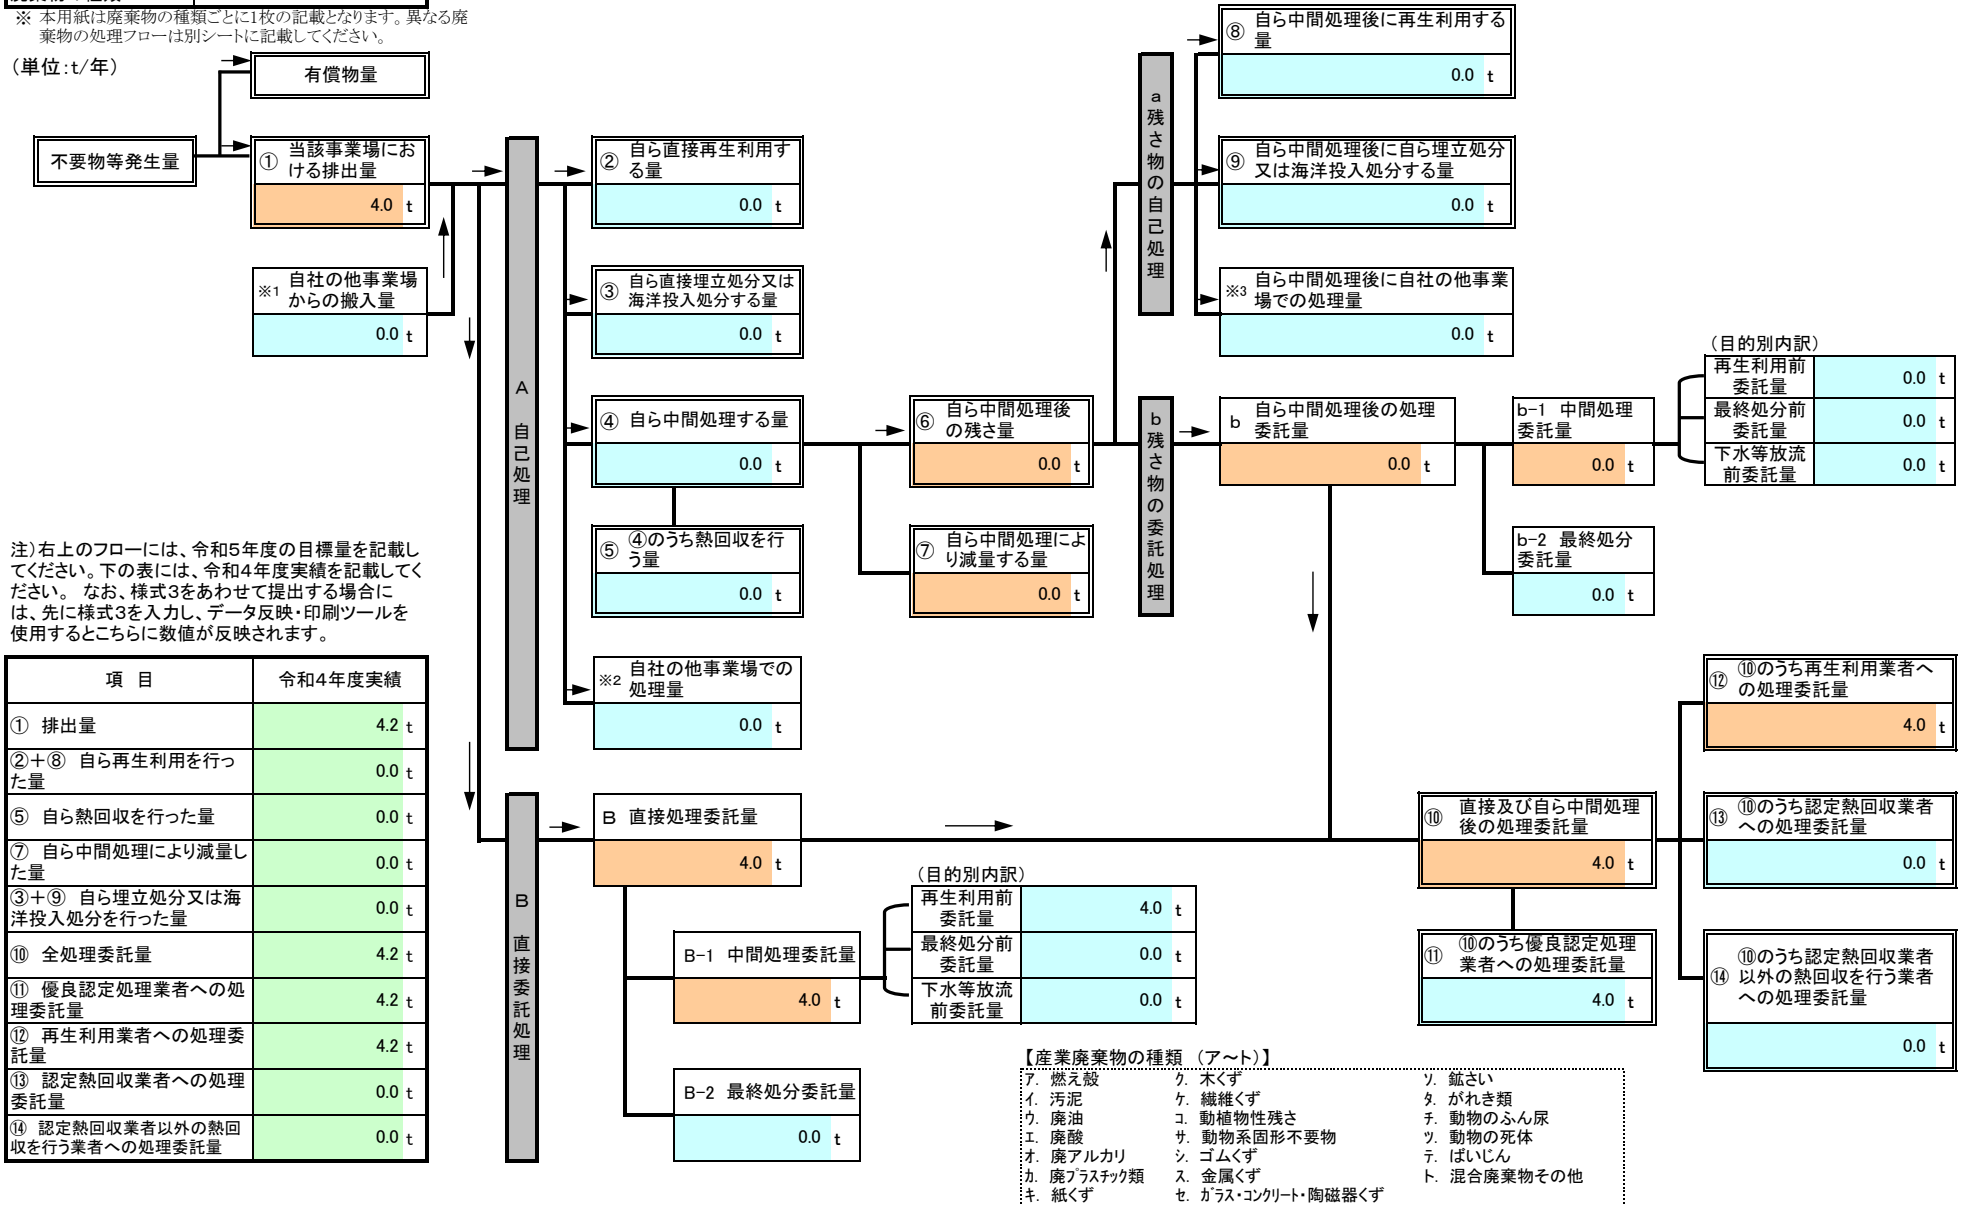 ※ 本用紙は廃棄物の種類ごとに1枚の記載となります。異なる廃
棄物の処理フローは別シートに記載してください。
(単位:t/年)
有償物量
不要物等発生量
① 当該事業場にお
ける排出量
4.0 t
※1 自社の他事業場
からの搬入量
0.0 t
A 自己処理
② 自ら直接再生利用す
る量
0.0 t
③ 自ら直接埋立処分又は
海洋投入処分する量
0.0 t
④ 自ら中間処理する量
0.0 t
⑤ ④のうち熱回収を行
う量
0.0 t
※2 自社の他事業場での
処理量
0.0 t
⑥ 自ら中間処理後
の残さ量
0.0 t
⑦ 自ら中間処理によ
り減量する量
0.0 t
a 残さ物の自己処理
⑧ 自ら中間処理後に再生利用する
量
0.0 t
⑨ 自ら中間処理後に自ら埋立処分
又は海洋投入処分する量
0.0 t
※3 自ら中間処理後に自社の他事業
場での処理量
0.0 t
b 残さ物の委託処理
b 自ら中間処理後の処理
委託量
0.0 t
b-1 中間処理
委託量
0.0 t
(目的別内訳)
再生利用前
委託量
0.0 t
最終処分前
委託量
0.0 t
下水等放流
前委託量
0.0 t
b-2 最終処分
委託量
0.0 t
注)右上のフローには、令和5年度の目標量を記載し
てください。下の表には、令和4年度実績を記載してく
ださい。 なお、様式3をあわせて提出する場合に
は、先に様式3を入力し、データ反映・印刷ツールを
使用するとこちらに数値が反映されます。
項 目 令和4年度実績
① 排出量 4.2 t
②+⑧ 自ら再生利用を行っ
た量 0.0 t
⑤ 自ら熱回収を行った量 0.0 t
⑦ 自ら中間処理により減量し
た量 0.0 t
③+⑨ 自ら埋立処分又は海
洋投入処分を行った量 0.0 t
⑩ 全処理委託量 4.2 t
⑪ 優良認定処理業者への処
理委託量 4.2 t
⑫ 再生利用業者への処理委
託量 4.2 t
⑬ 認定熱回収業者への処理
委託量 0.0 t
⑭ 認定熱回収業者以外の熱回
収を行う業者への処理委託量 0.0 t
B 直接委託処理
B 直接処理委託量
4.0 t
B-1 中間処理委託量
4.0 t
(目的別内訳)
再生利用前
委託量
4.0 t
最終処分前
委託量
0.0 t
下水等放流
前委託量
0.0 t
B-2 最終処分委託量
0.0 t
⑩ 直接及び自ら中間処理
後の処理委託量
4.0 t
⑪ ⑩のうち優良認定処理
業者への処理委託量
4.0 t
⑫ ⑩のうち再生利用業者へ
の処理委託量
4.0 t
⑬ ⑩のうち認定熱回収業者
への処理委託量
0.0 t
⑭ ⑩のうち認定熱回収業者
以外の熱回収を行う業者
への処理委託量
0.0 t
【産業廃棄物の種類 (ア~ト)】
ア. 燃え殻
イ. 汚泥
ウ. 廃油
エ. 廃酸
オ. 廃アルカリ
カ. 廃プラスチック類
キ. 紙くず
ク. 木くず
ケ. 繊維くず
コ. 動植物性残さ
サ. 動物系固形不要物
シ. ゴムくず
ス. 金属くず
セ. ガラス・コンクリート・陶磁器くず
ソ. 鉱さい
タ. がれき類
チ. 動物のふん尿
ツ. 動物の死体
テ. ばいじん
ト. 混合廃棄物その他